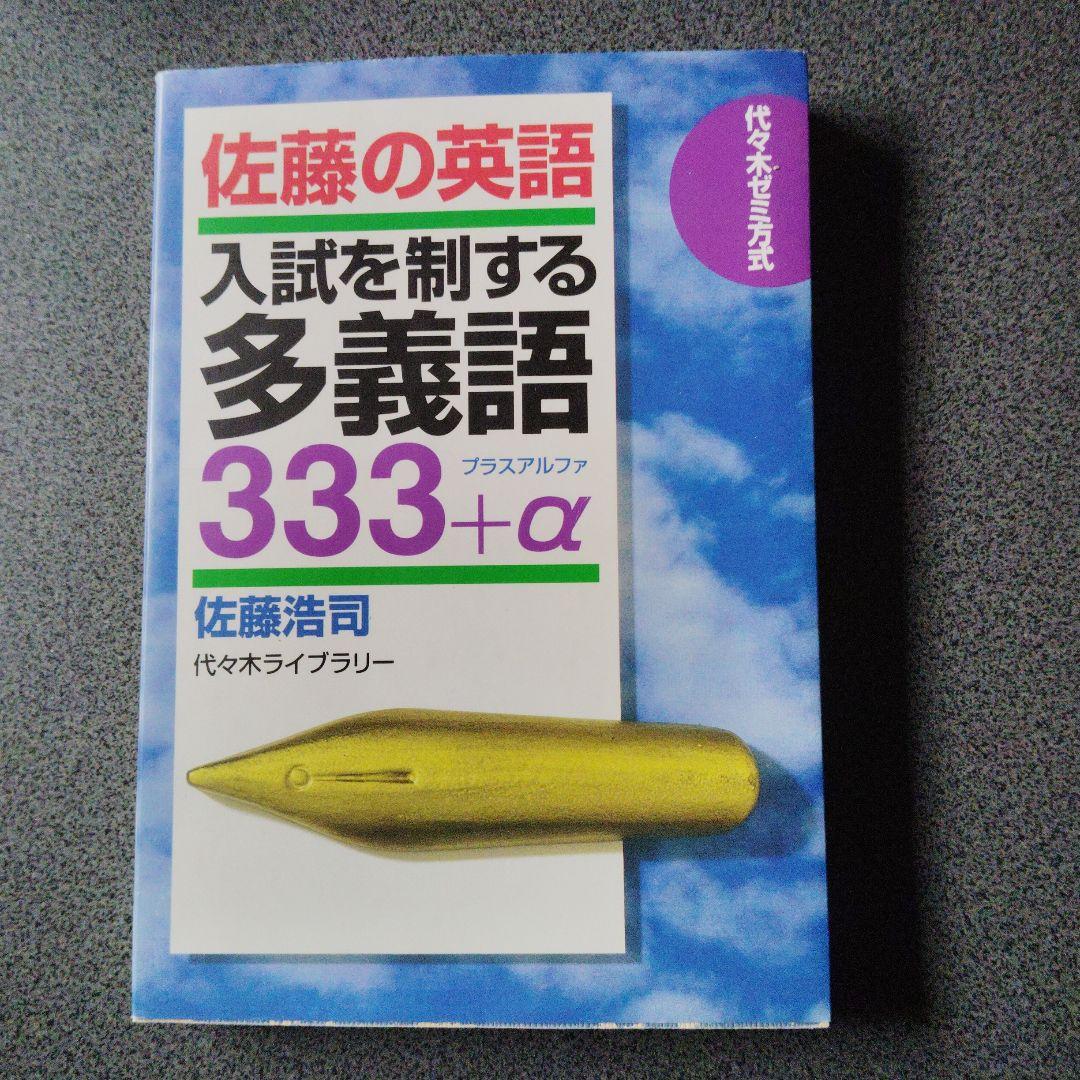 佐藤の英語
入試を制する
多義語
プラスアルファ
333+α
佐藤浩司
代々木ライブラリー
代々木ゼミ方式